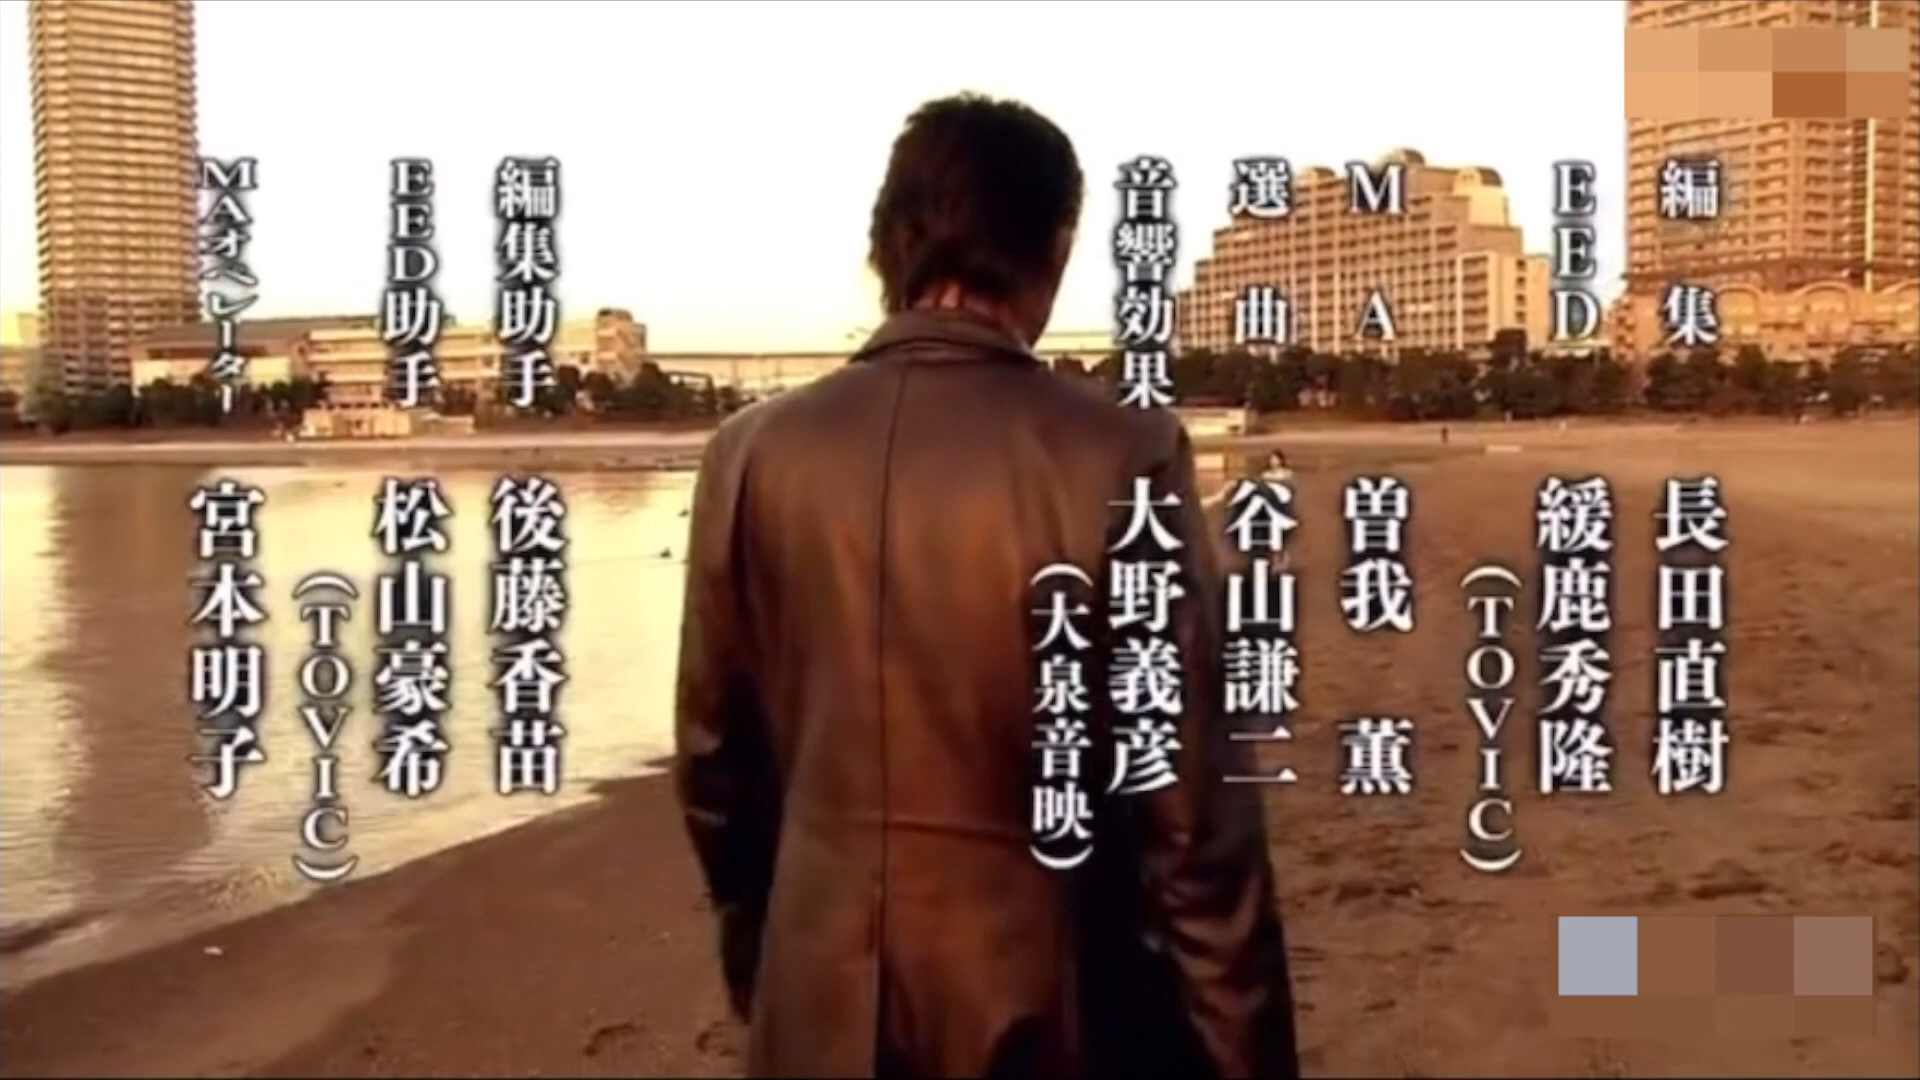 編集 長田直樹
EED 緩鹿秀隆
(TOVIC)
MA 曽我 薫
選曲 谷山謙二
音響効果 大野義彦
(大泉音映)
編集助手 後藤香苗
EED助手 松山豪希
(TOVIC)
MAオペレーター 宮本明子